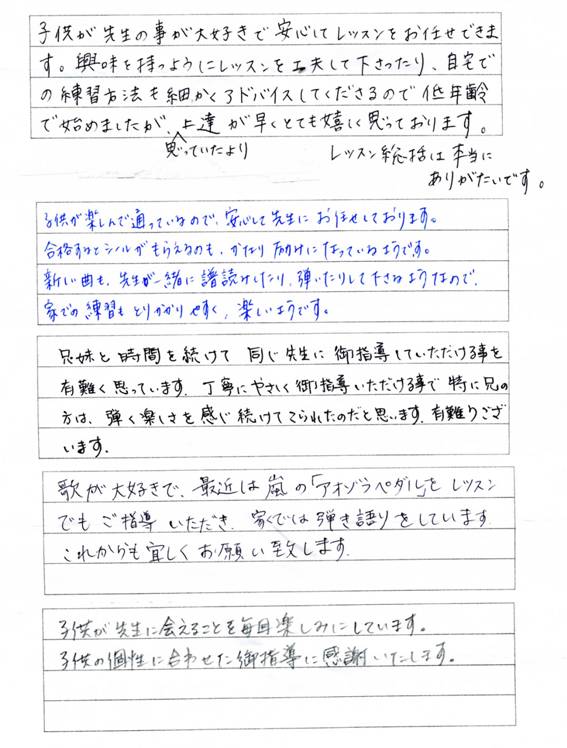 子供が先生の事が大好きで安心してレッスンをお任せできま
す。興味を持つようにレッスンを工夫して下さったり、自宅で
の練習方法も細かくアドバイスしてくださるので低年齢
で始めましたが、上達が早くとても嬉しく思っております。
思っていたより
レッスン総括は本当に
ありがたいです。
子供が楽しんで通っているので、安心して先生にお任せしております。
合格するとシールがもらえるのも、かなり励みになっているようです。
新しい曲も、先生が一緒に譜読みしたり、弾いたりして下さるようなので、
家での練習もとりかかりやすく、楽しいようです。
兄妹と時間を続けて同じ先生に御指導していただける事を
有難く思っています。丁寧にやさしく御指導いただける事で特に兄の
方は、弾く楽しさを感じ続けてこられたのだと思います。有難うござ
います。
歌が大好きで、最近は嵐の「アオゾラペダル」をレッスン
でもご指導いただき、家では弾き語りをしています。
これからも宜しくお願い致します。
子供が先生に会えることを毎回楽しみにしています。
子供の個性に合わせた御指導に感謝いたします。